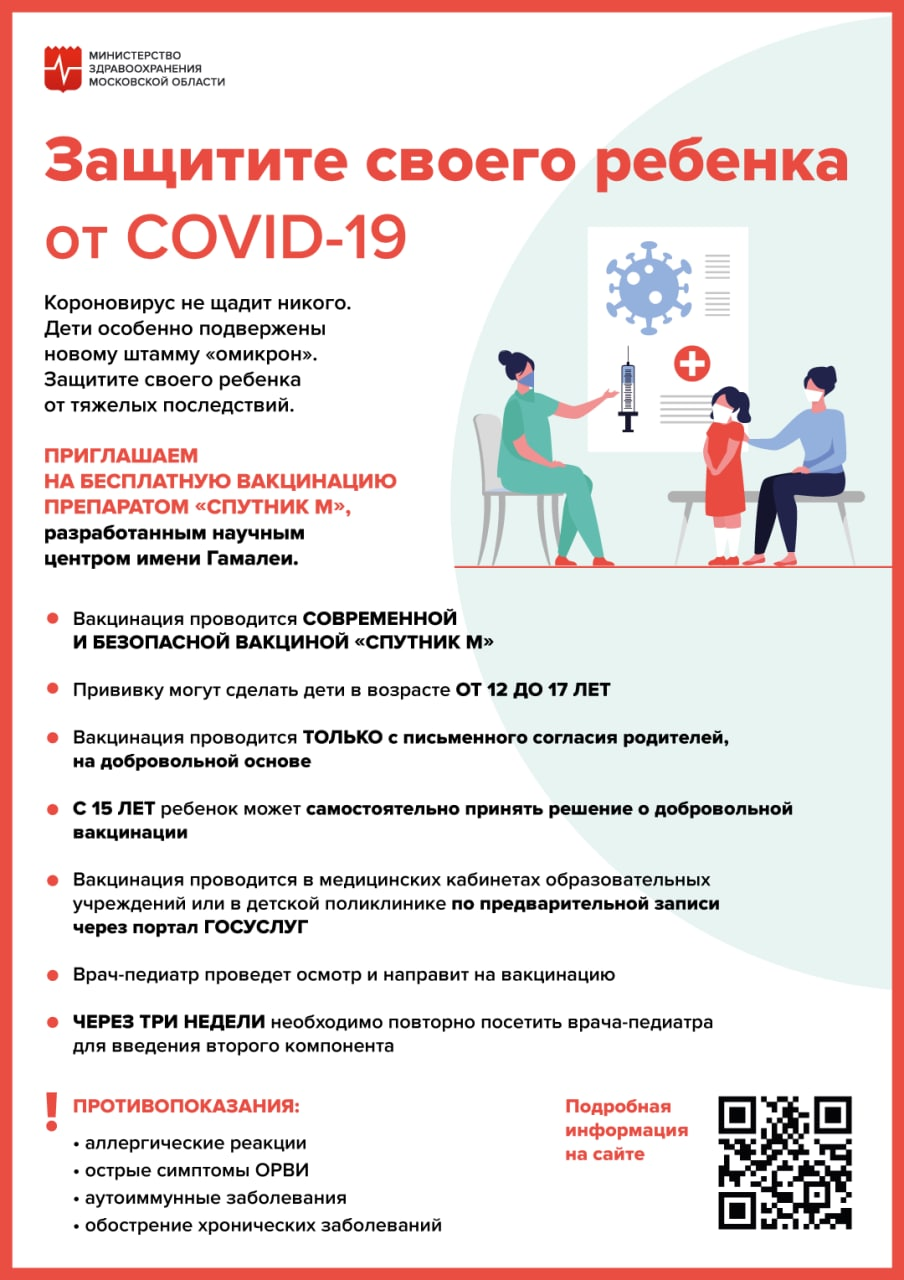 МИНИСТЕРСТВО
ЗДРАВООХРАНЕНИЯ
МОСКОВСКОЙ ОБЛАСТИ
Защитите своего ребенка
от COVID-19
Короновирус не щадит никого.
Дети особенно подвержены
новому штамму «омикрон».
Защитите своего ребенка
от тяжелых последствий.
ПРИГЛАШАЕМ
НА БЕСПЛАТНУЮ ВАКЦИНАЦИЮ
ПРЕПАРАТОМ «СПУТНИК М»,
разработанным научным
центром имени Гамалеи.
• Вакцинация проводится СОВРЕМЕННОЙ
И БЕЗОПАСНОЙ ВАКЦИНОЙ «СПУТНИК М»
• Прививку могут сделать дети в возрасте ОТ 12 ДО 17 ЛЕТ
• Вакцинация проводится ТОЛЬКО с письменного согласия родителей,
на добровольной основе
• С 15 ЛЕТ ребенок может самостоятельно принять решение о добровольной
вакцинации
• Вакцинация проводится в медицинских кабинетах образовательных
учреждений или в детской поликлинике по предварительной записи
через портал ГОСУСЛУГ
• Врач-педиатр проведет осмотр и направит на вакцинацию
• ЧЕРЕЗ ТРИ НЕДЕЛИ необходимо повторно посетить врача-педиатра
для введения второго компонента
! ПРОТИВОПОКАЗАНИЯ:
• аллергические реакции
• острые симптомы ОРВИ
• аутоиммунные заболевания
• обострение хронических заболеваний
Подробная
информация
на сайте